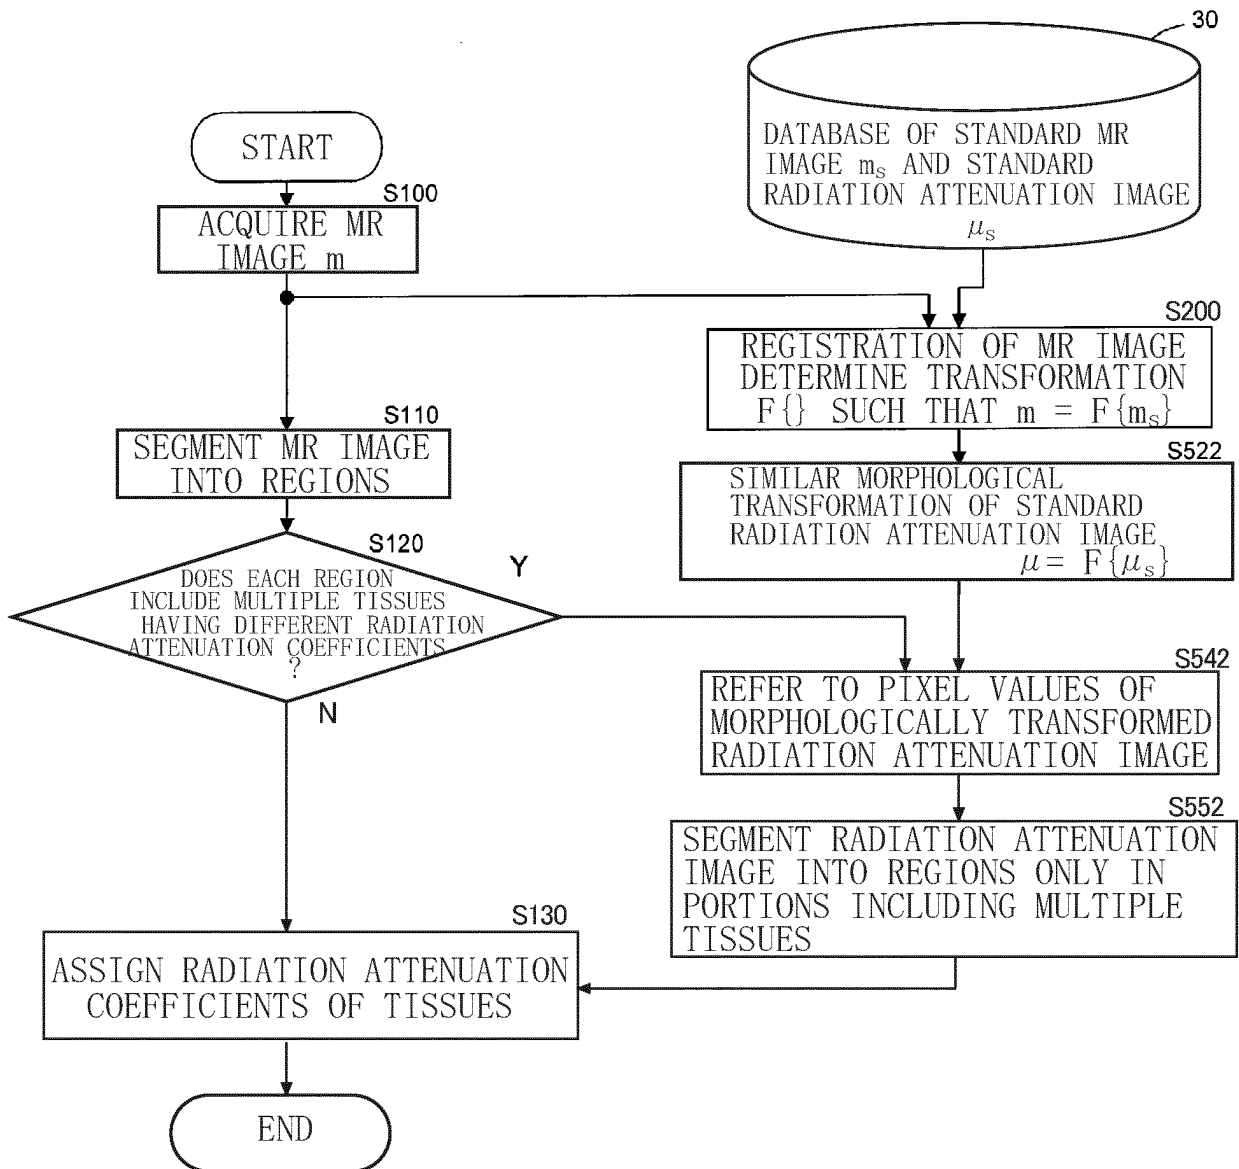 30
DATABASE OF STANDARD MR
IMAGE mS AND STANDARD
RADIATION ATTENUATION IMAGE
μS
START
S100
ACQUIRE MR
IMAGE m
S200
REGISTRATION OF MR IMAGE
DETERMINE TRANSFORMATION
F{} SUCH THAT m = F{mS}
S110
SEGMENT MR IMAGE
INTO REGIONS
S522
SIMILAR MORPHOLOGICAL
TRANSFORMATION OF STANDARD
RADIATION ATTENUATION IMAGE
μ= F{μS}
S120
DOES EACH REGION
INCLUDE MULTIPLE TISSUES
HAVING DIFFERENT RADIATION
ATTENUATION COEFFICIENTS
?
Y
N
S542
REFER TO PIXEL VALUES OF
MORPHOLOGICALLY TRANSFORMED
RADIATION ATTENUATION IMAGE
S552
SEGMENT RADIATION ATTENUATION
IMAGE INTO REGIONS ONLY IN
PORTIONS INCLUDING MULTIPLE
TISSUES
S130
ASSIGN RADIATION ATTENUATION
COEFFICIENTS OF TISSUES
END